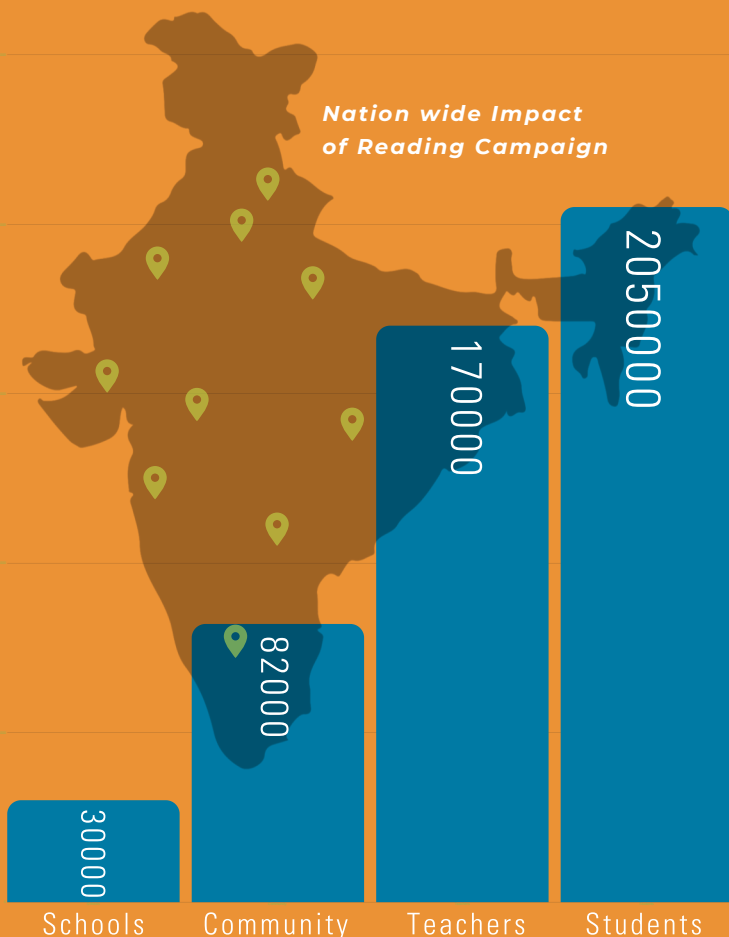 Nation wide Impact
of Reading Campaign
2050000
170000
82000
30000
Schools Community Teachers Students